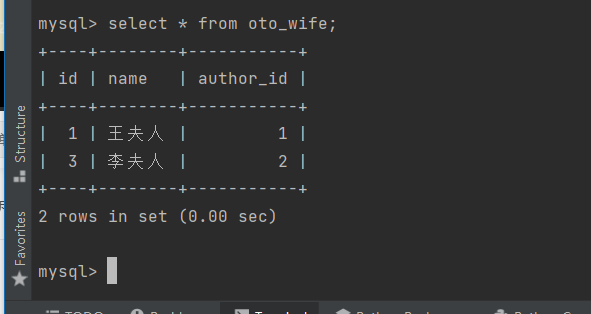 mysql> select * from oto_wife;
+----+--------+-----------+
| id | name   | author_id |
+----+--------+-----------+
|  1 | 王夫人 |         1 |
|  3 | 李夫人 |         2 |
+----+--------+-----------+
2 rows in set (0.00 sec)
mysql>
Structure
Favorites